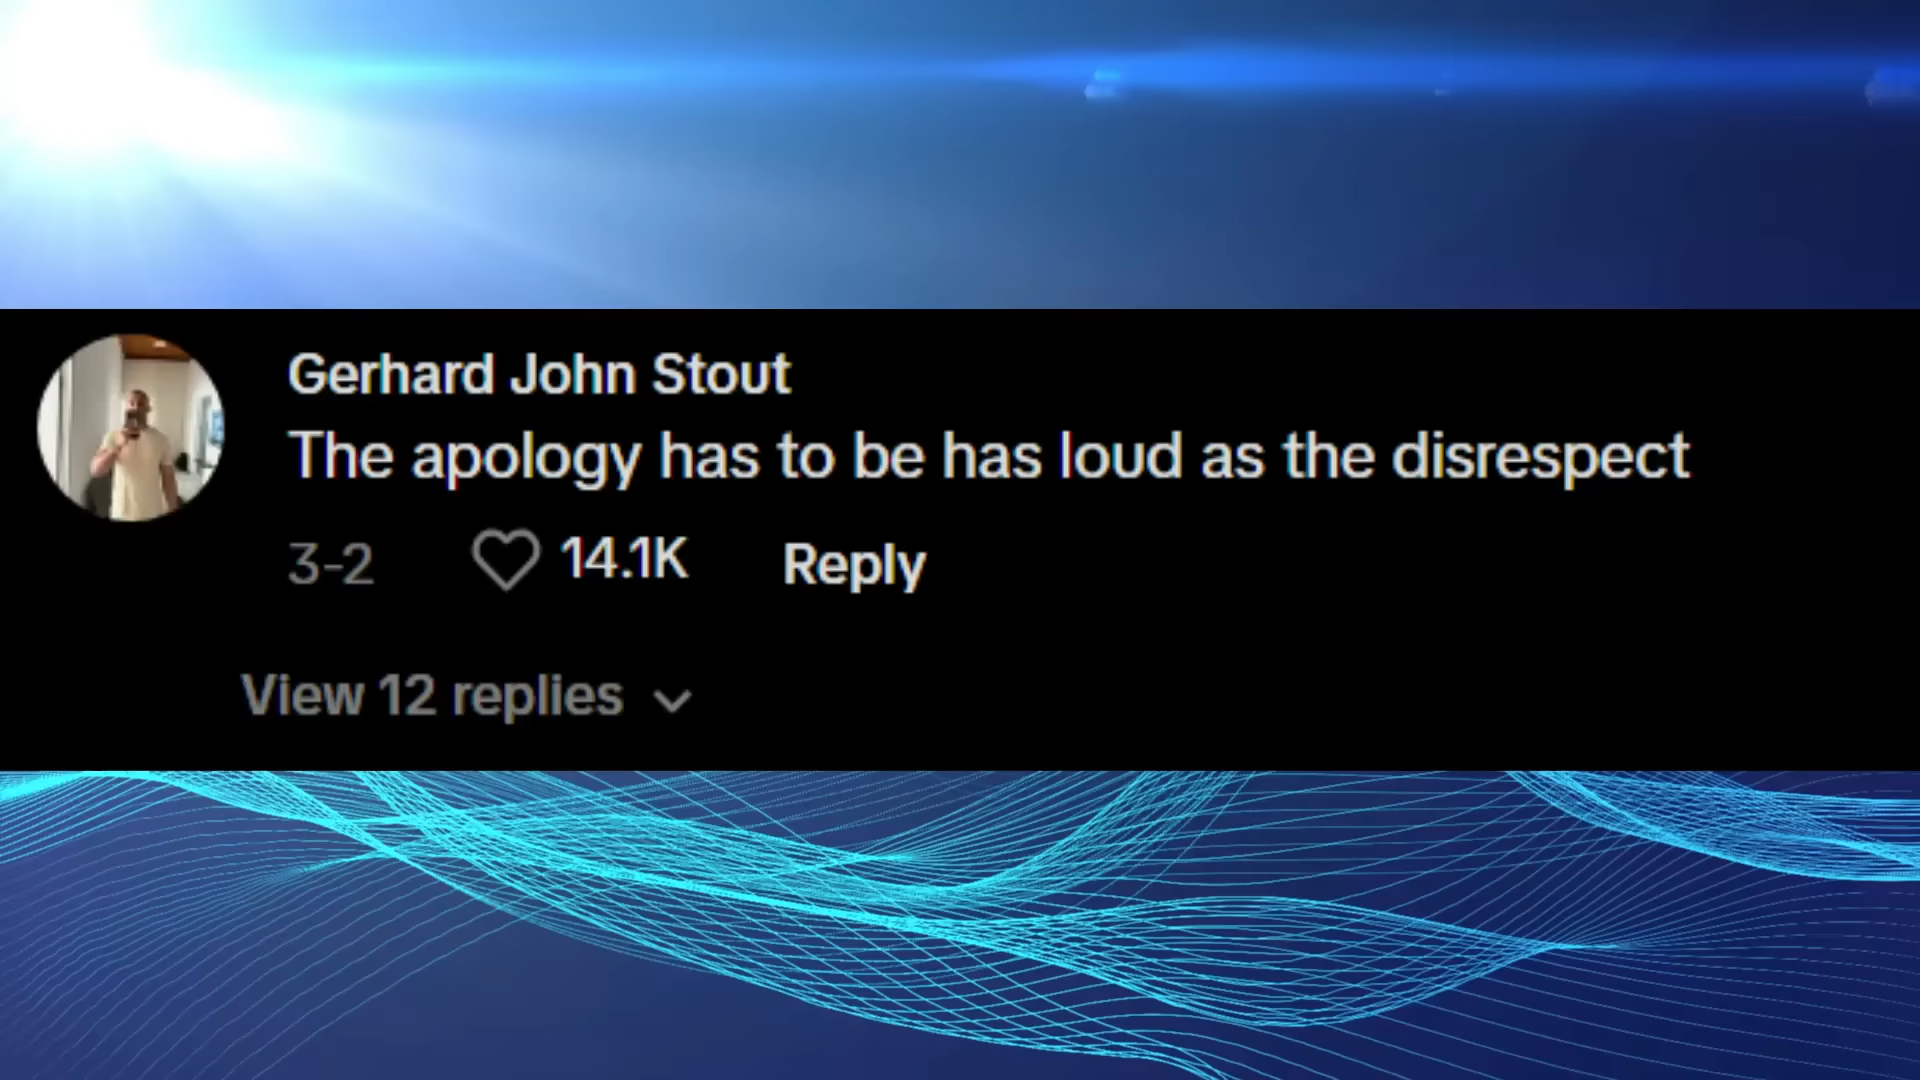 Gerhard John Stout
The apology has to be has loud as the disrespect
3-2 14.1K Reply
View 12 replies